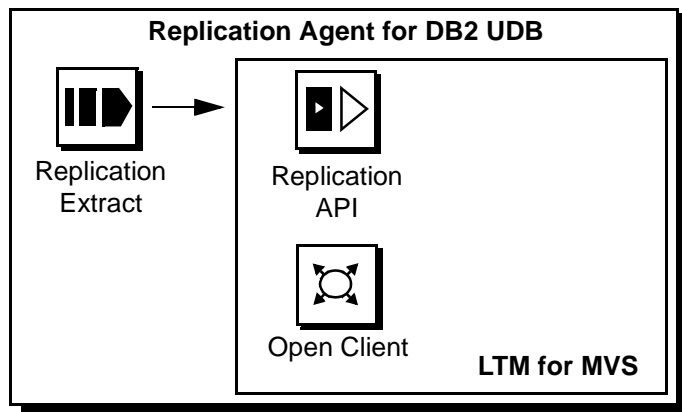 Replication Agent for DB2 UDB
Replication
Extract
Replication
API
Open Client
LTM for MVS